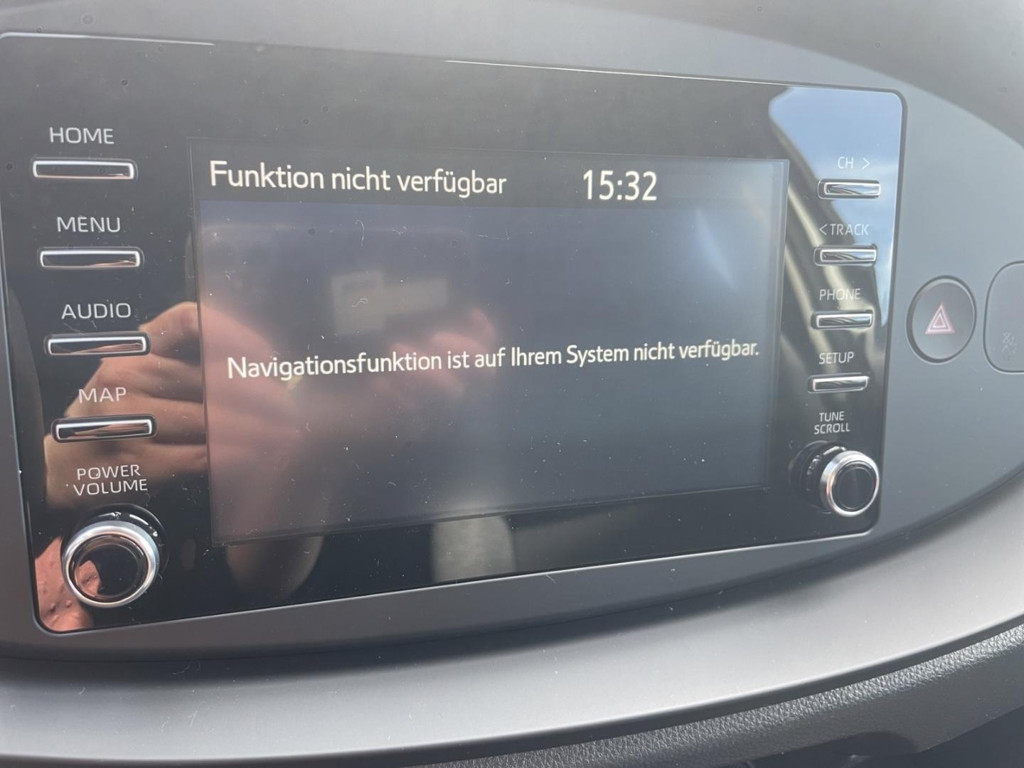 HOME
MENU
AUDIO
MAP
POWER
VOLUME
Funktion nicht verfügbar 15:32
Navigationsfunktion ist auf Ihrem System nicht verfügbar.
CH >
< TRACK
PHONE
SETUP
TUNE
SCROLL